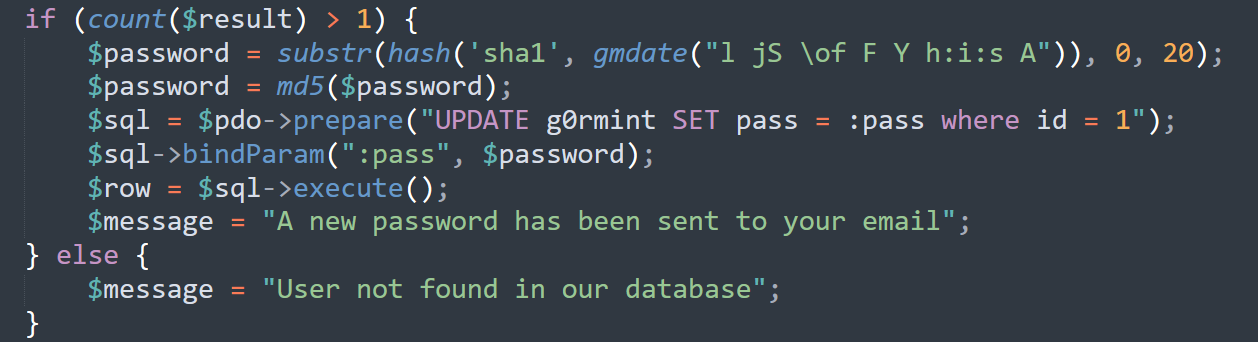 if (count($result) > 1) {
    $password = substr(hash('sha1', gmdate("l jS \of F Y h:i:s A")), 0, 20);
    $password = md5($password);
    $sql = $pdo->prepare("UPDATE g0rmint SET pass = :pass where id = 1");
    $sql->bindParam(":pass", $password);
    $row = $sql->execute();
    $message = "A new password has been sent to your email";
} else {
    $message = "User not found in our database";
}